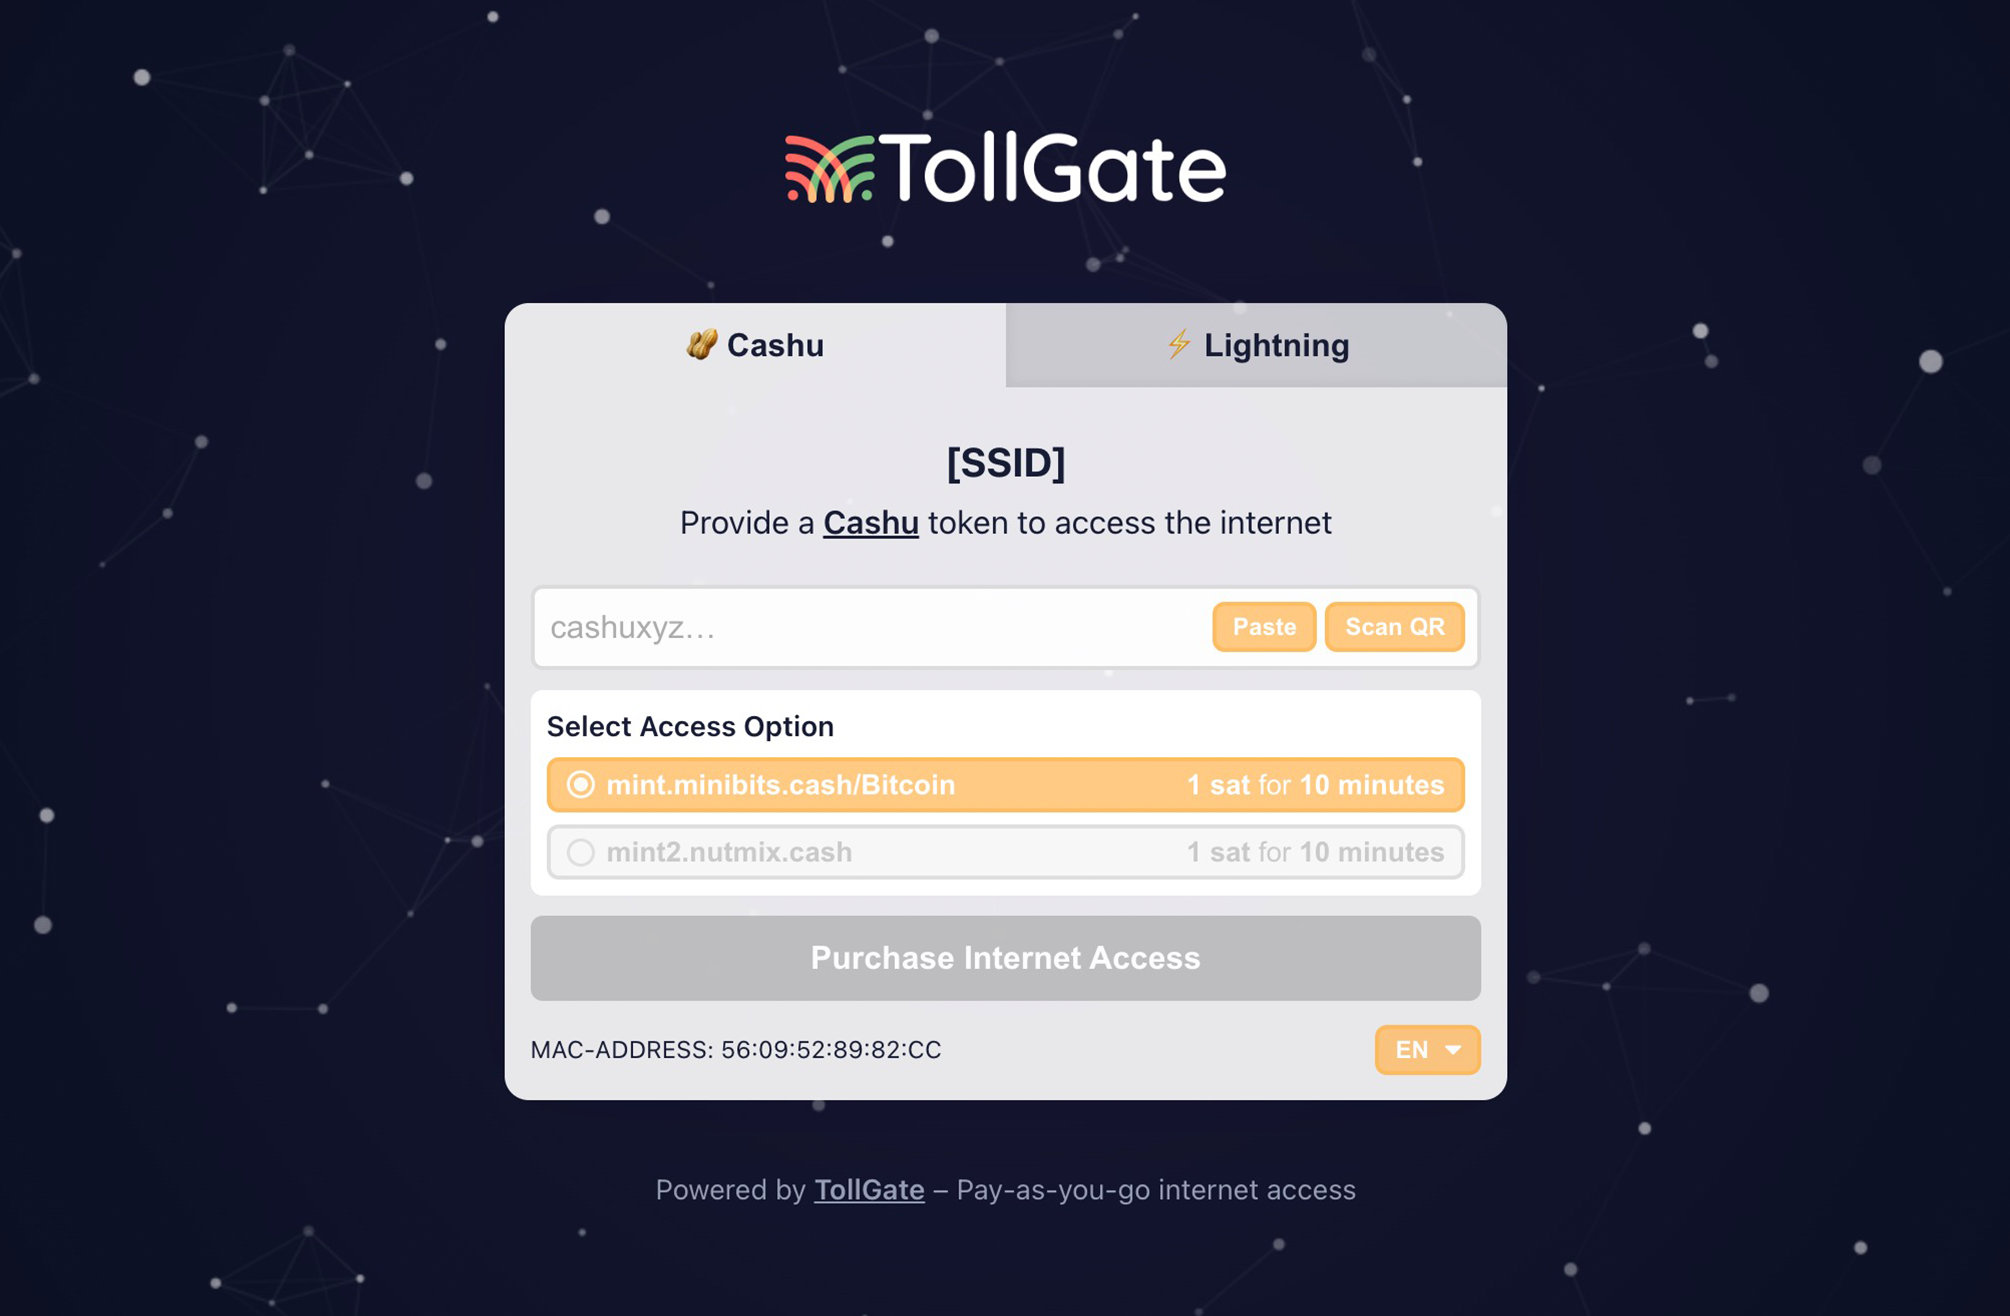 TollGate
Cashu
Lightning
[SSID]
Provide a Cashu token to access the internet
cashuxyz...
Paste
Scan QR
Select Access Option
mint.minibits.cash/Bitcoin
1 sat for 10 minutes
mint2.nutmix.cash
1 sat for 10 minutes
Purchase Internet Access
MAC-ADDRESS: 56:09:52:89:82:CC
EN
Powered by TollGate – Pay-as-you-go internet access